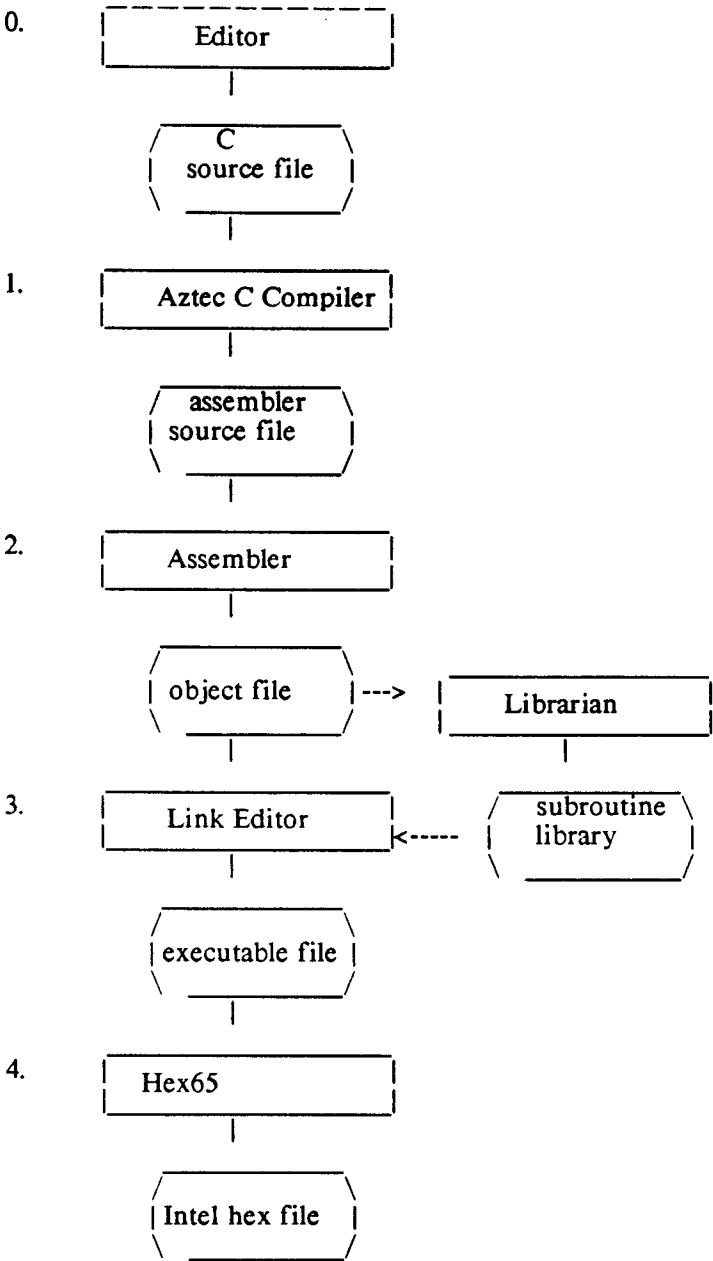 0.
Editor
C
source file
1.
Aztec C Compiler
assembler
source file
2.
Assembler
object file
--->
Librarian
3.
Link Editor
<-----
subroutine
library
executable file
4.
Hex65
Intel hex file